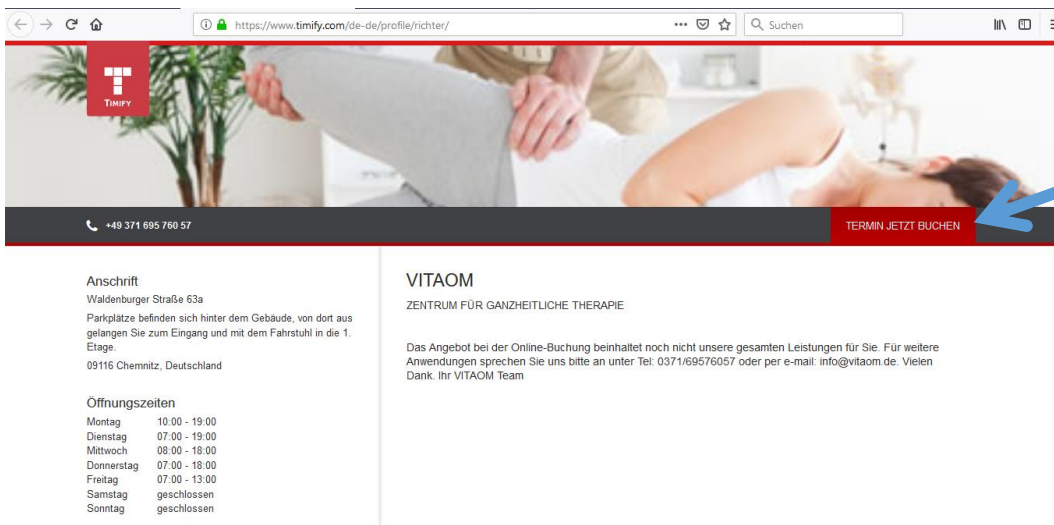 https://www.timify.com/de-de/profile/richter/
Suchen
TIMIFY
+49 371 695 760 57
TERMIN JETZT BUCHEN
Anschrift
Waldenburger Straße 63a
Parkplätze befinden sich hinter dem Gebäude, von dort aus
gelangen Sie zum Eingang und mit dem Fahrstuhl in die 1.
Etage.
09116 Chemnitz, Deutschland
Öffnungszeiten
Montag 10:00 - 19:00
Dienstag 07:00 - 19:00
Mittwoch 08:00 - 18:00
Donnerstag 07:00 - 18:00
Freitag 07:00 - 13:00
Samstag geschlossen
Sonntag geschlossen
VITAOM
ZENTRUM FÜR GANZHEITLICHE THERAPIE
Das Angebot bei der Online-Buchung beinhaltet noch nicht unsere gesamten Leistungen für Sie. Für weitere
Anwendungen sprechen Sie uns bitte an unter Tel: 0371/69576057 oder per e-mail: info@vitaom.de. Vielen
Dank. Ihr VITAOM Team